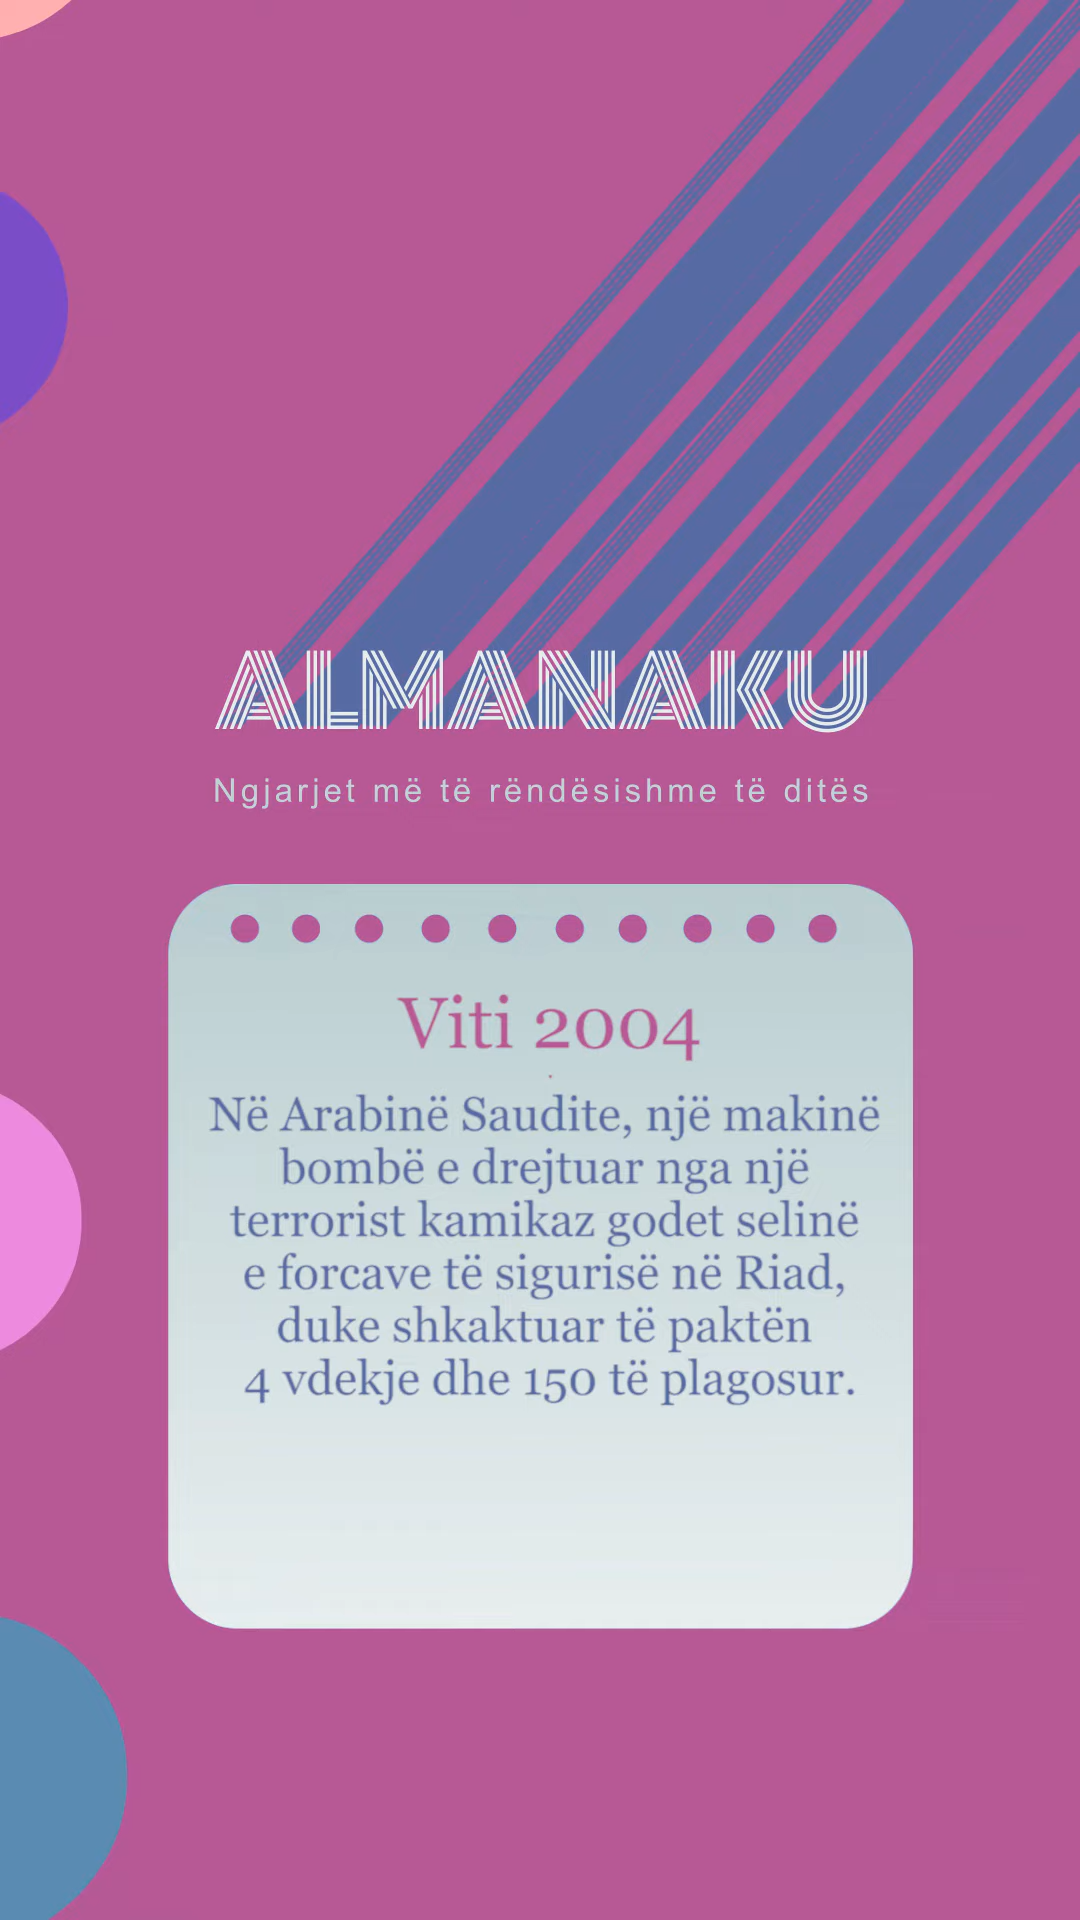 ALMANAKU
Ngjarjet më të rëndësishme të ditës
Viti 2004
Në Arabinë Saudite, një makinë
bombë e drejtuar nga një
terrorist kamikaz godet selinë
e forcave të sigurisë në Riad,
duke shkaktuar të paktën
4 vdekje dhe 150 të plagosur.